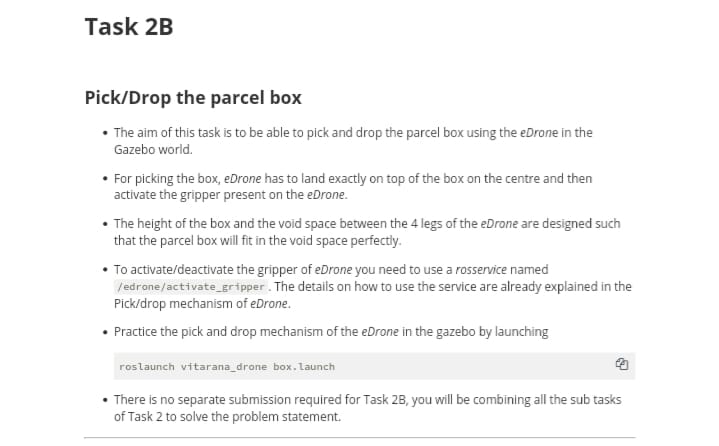 Task 2B
Pick/Drop the parcel box
• The aim of this task is to be able to pick and drop the parcel box using the eDrone in the
Gazebo world.
• For picking the box, eDrone has to land exactly on top of the box on the centre and then
activate the gripper present on the eDrone.
• The height of the box and the void space between the 4 legs of the eDrone are designed such
that the parcel box will fit in the void space perfectly.
• To activate/deactivate the gripper of eDrone you need to use a rosservice named
/edrone/activate_gripper . The details on how to use the service are already explained in the
Pick/drop mechanism of eDrone.
• Practice the pick and drop mechanism of the eDrone in the gazebo by launching
roslaunch vitarana_drone box.launch
• There is no separate submission required for Task 2B, you will be combining all the sub tasks
of Task 2 to solve the problem statement.